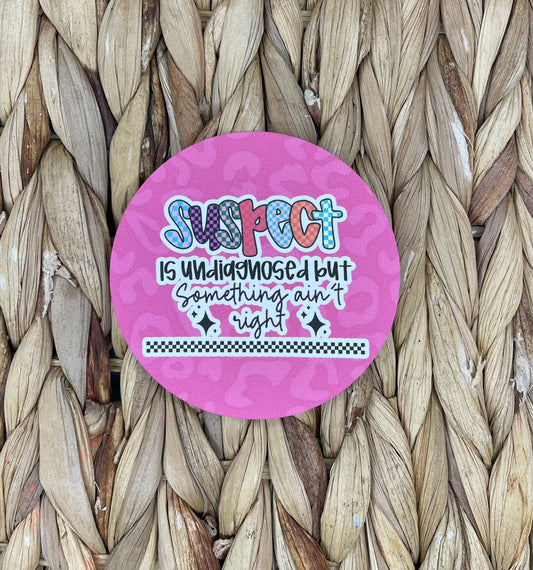 suspect
is undiagnosed but
Something ain't
right